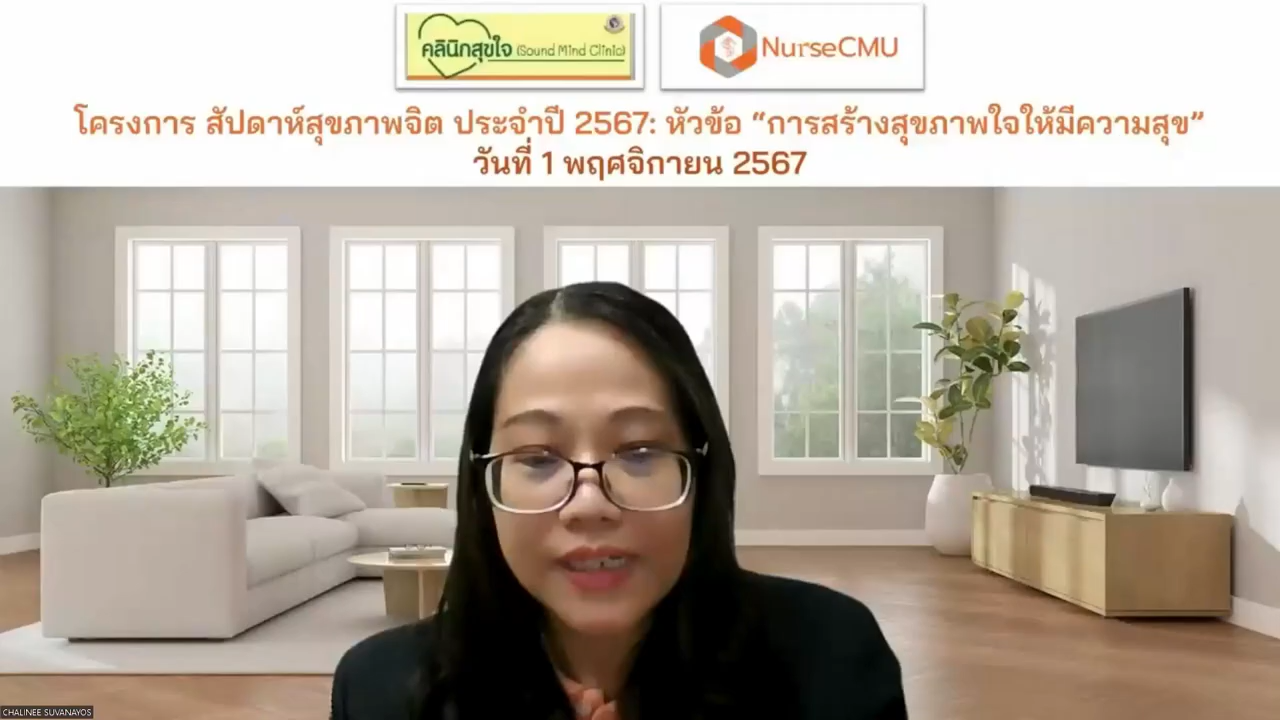 คลินิกสุขใจ (Sound Mind Clinic)
NurseCMU
โครงการ สัปดาห์สุขภาพจิต ประจำปี 2567: หัวข้อ “การสร้างสุขภาพใจให้มีความสุข”
วันที่ 1 พฤศจิกายน 2567
CHALINEE SUVANAYOS